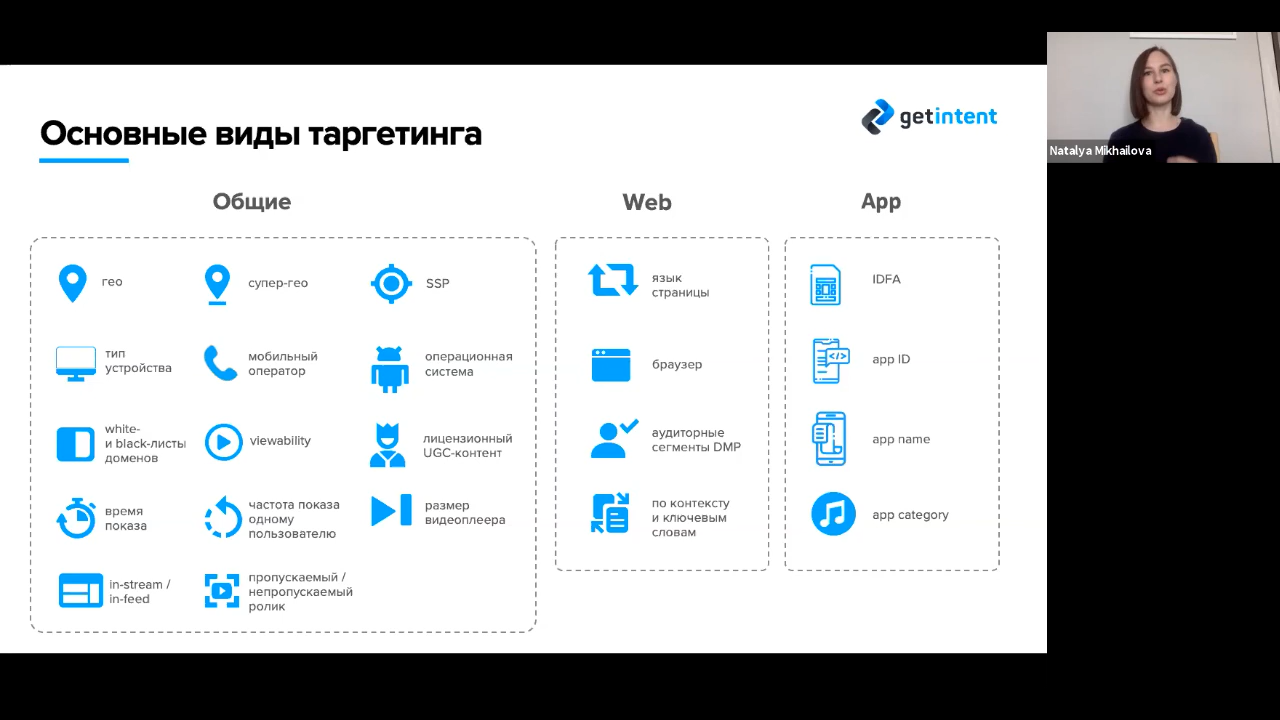 Основные виды таргетинга
getintent
Natalya Mikhailova
Общие
Web
App
гео
супер-гео
SSP
тип
устройства
мобильный
оператор
операционная
система
white-
и black-листы
доменов
viewability
лицензионный
UGC-контент
время
показа
частота показа
одному
пользователю
размер
видеоплеера
in-stream /
in-feed
пропускаемый /
непропускаемый
ролик
язык
страницы
браузер
аудиторные
сегменты DMP
по контексту
и ключевым
словам
IDFA
app ID
app name
app category